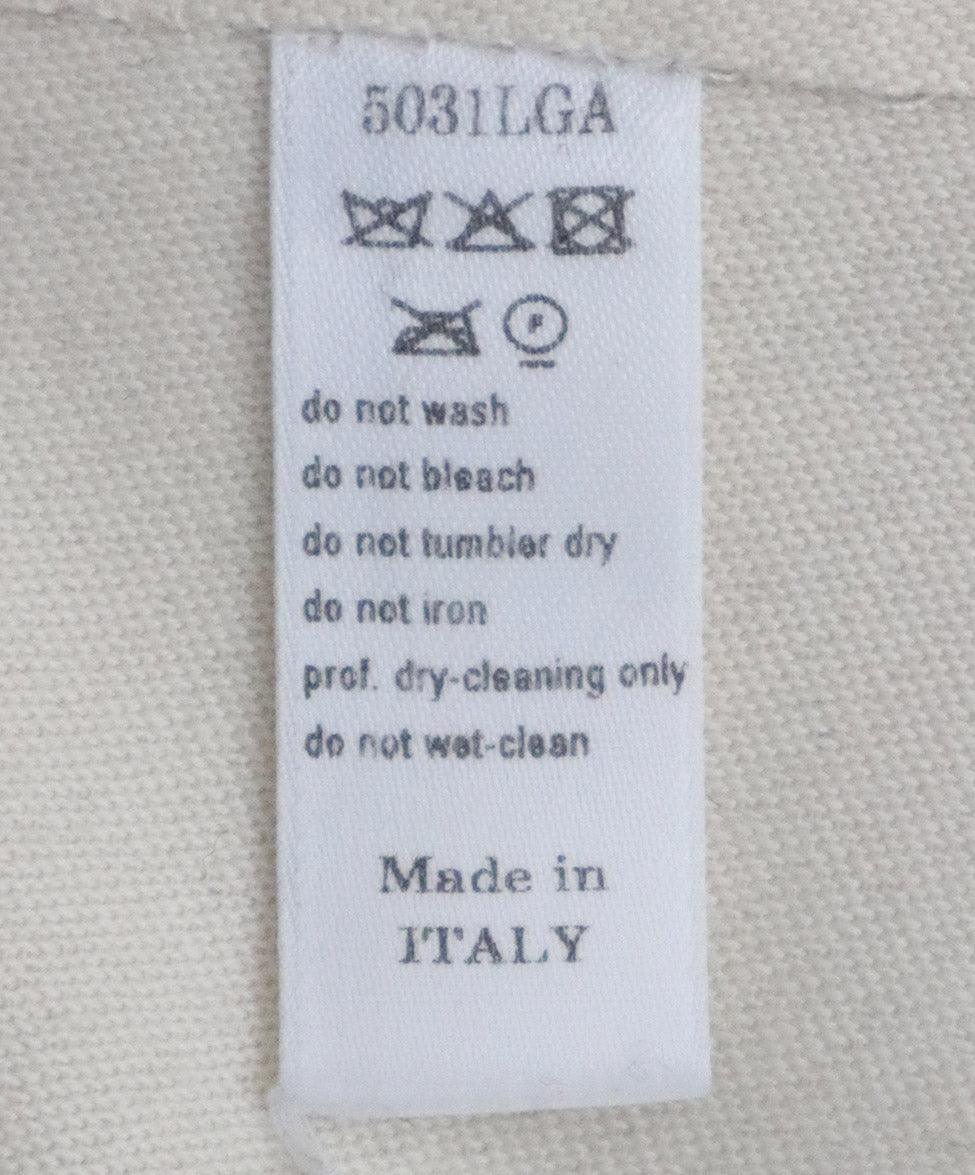 5031LGA
F
do not wash
do not bleach
do not tumbler dry
do not iron
prof. dry-cleaning only
do not wet-clean
Made in
ITALY